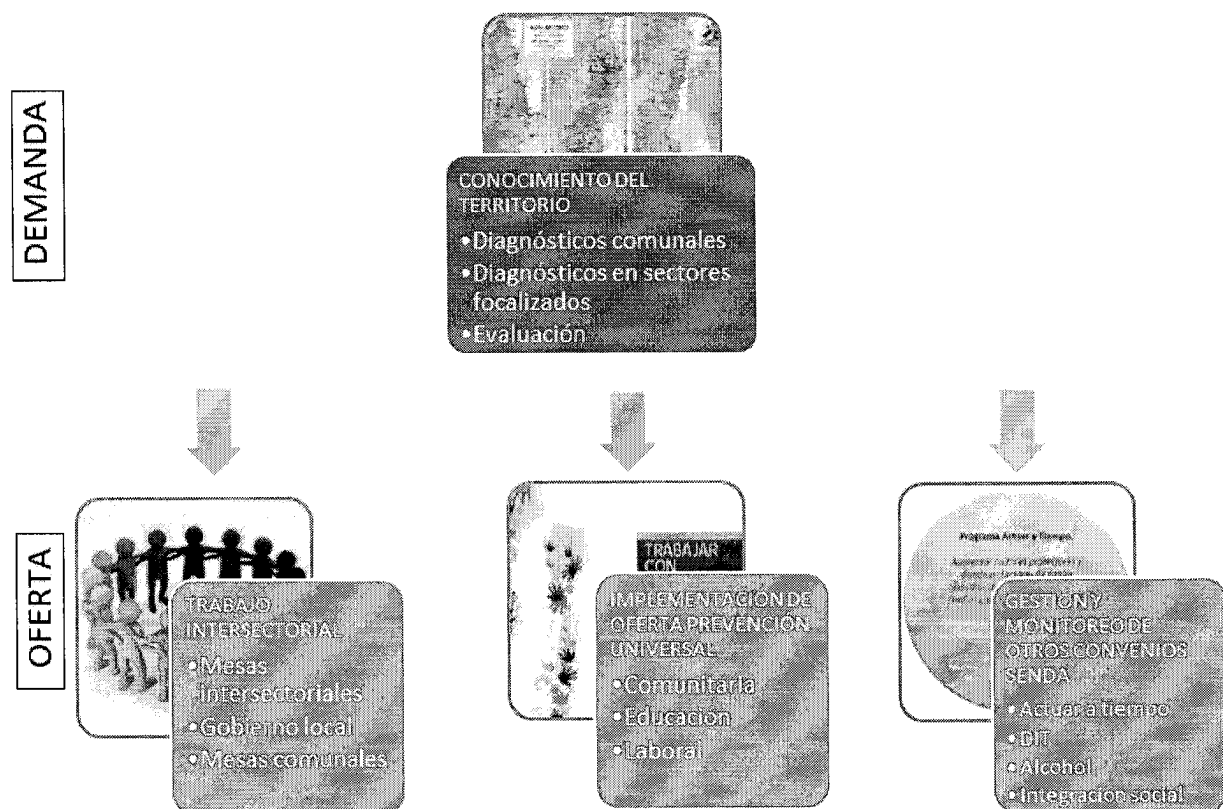 DEMANDA
CONOCIMIENTO DEL
TERRITORIO
•Diagnósticos comunales
•Diagnósticos en sectores
focalizados
•Evaluación
OFERTA
TRABAJO
INTERSECTORIAL
•Mesas
intersectoriales
•Gobierno local
•Mesas comunales
TRABAJAR
CON
IMPLEMENTACIÓN DE
OFERTA PREVENCIÓN
UNIVERSAL
•Comunitaria
•Educación
•Laboral
Programa Actuar a Tiempo.
GESTION Y
MONITOREO DE
OTROS CONVENIOS
SENDA
•Actuar a tiempo
•DIT
•Alcohol
•Integración social